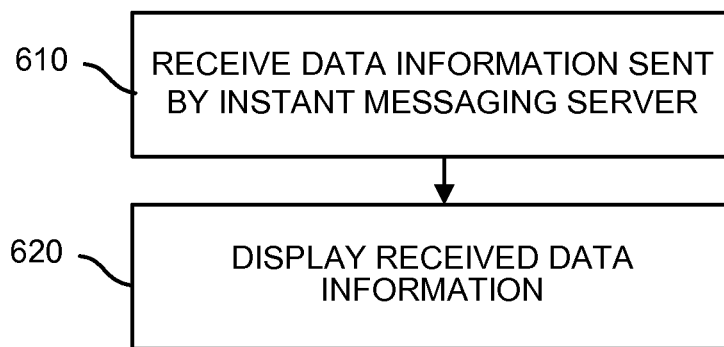 610
RECEIVE DATA INFORMATION SENT
BY INSTANT MESSAGING SERVER
620
DISPLAY RECEIVED DATA
INFORMATION